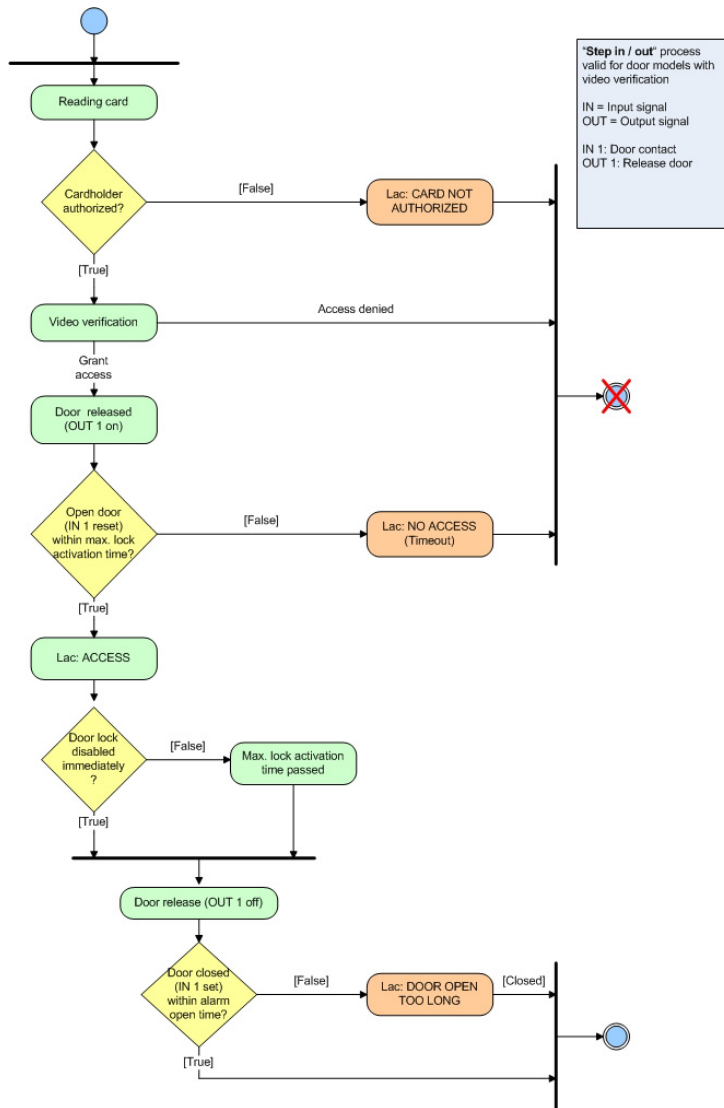 "Step in / out" process
valid for door models with
video verification
IN = Input signal
OUT = Output signal
IN 1: Door contact
OUT 1: Release door
Reading card
Cardholder
authorized?
[False]
Lac: CARD NOT
AUTHORIZED
[True]
Video verification
Access denied
Grant
access
Door released
(OUT 1 on)
Open door
(IN 1 reset)
within max. lock
activation time?
[False]
Lac: NO ACCESS
(Timeout)
[True]
Lac: ACCESS
Door lock
disabled
immediately
?
[False]
Max. lock activation
time passed
[True]
Door release (OUT 1 off)
Door closed
(IN 1 set)
within alarm
open time?
[False]
Lac: DOOR OPEN
TOO LONG
[Closed]
[True]